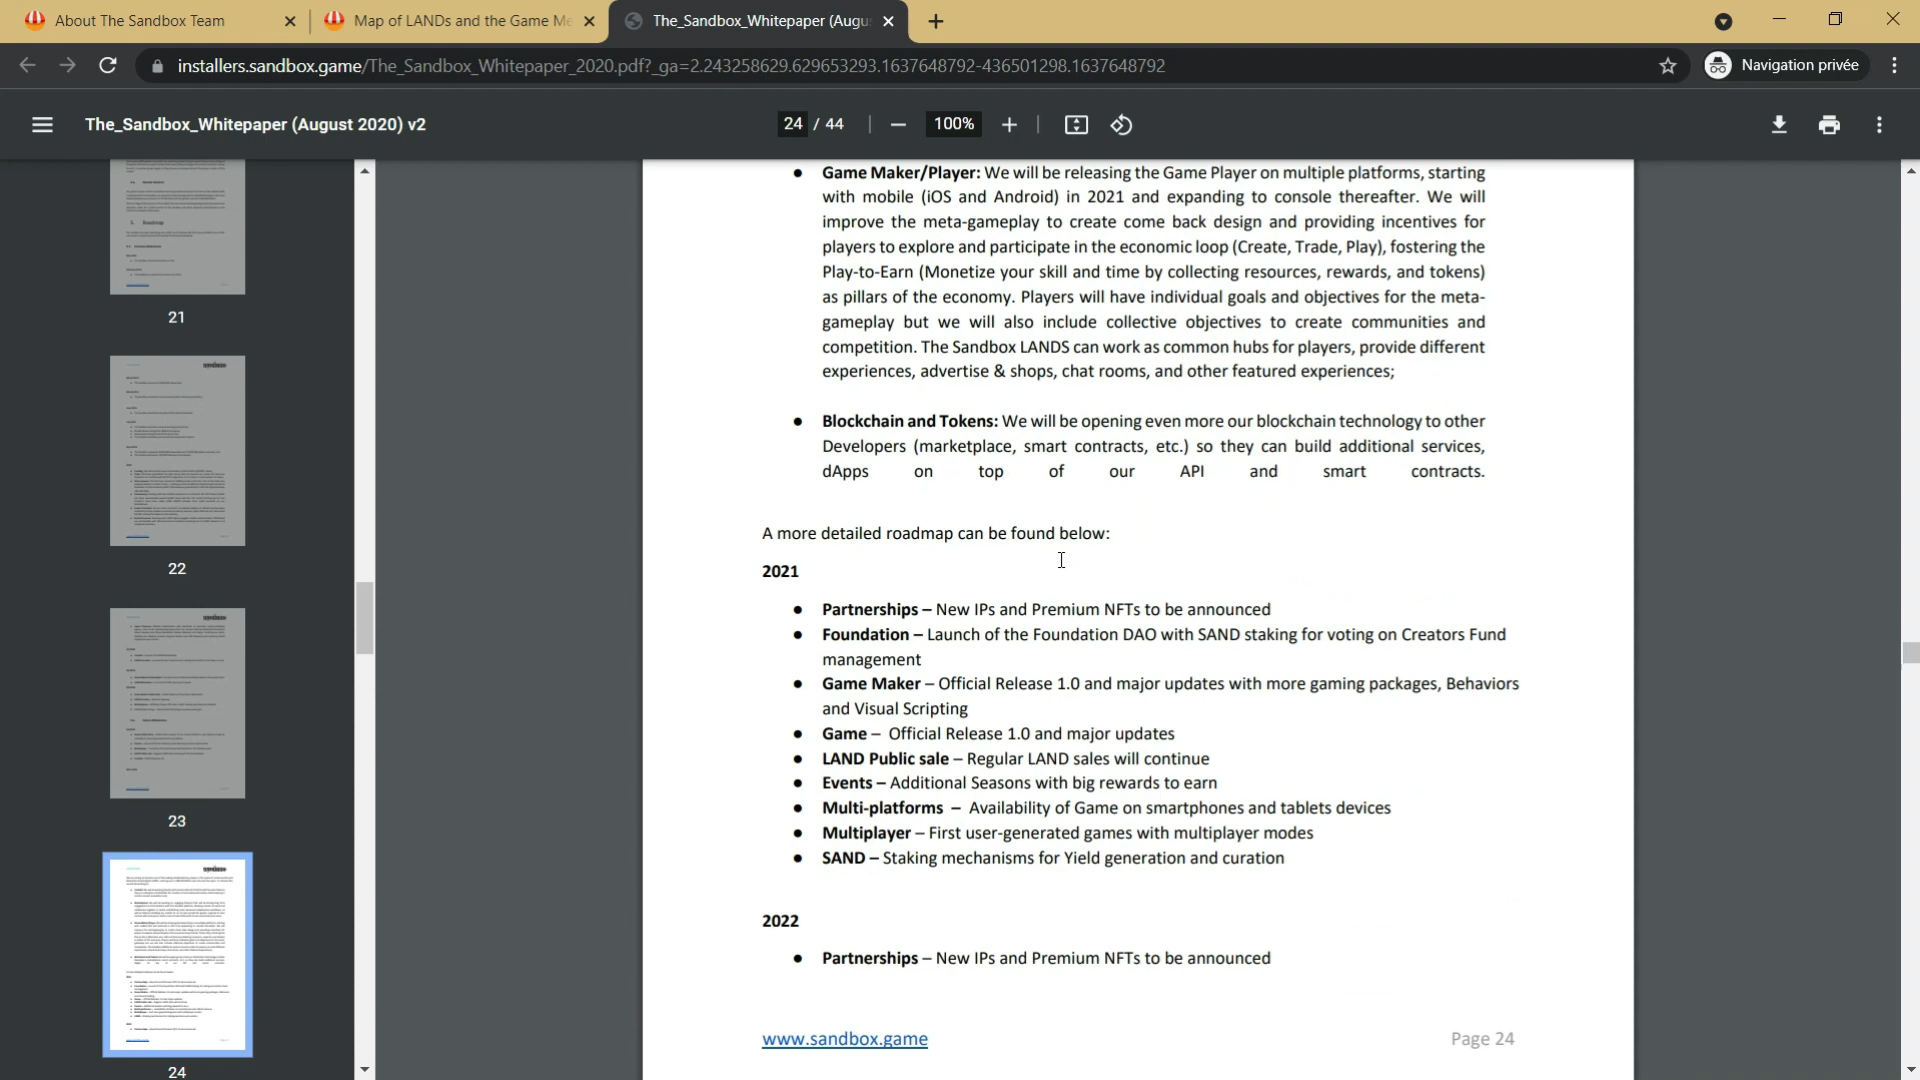 About The Sandbox Team
Map of LANDs and the Game Me
The_Sandbox_Whitepaper (Augu
installers.sandbox.game/The_Sandbox_Whitepaper_2020.pdf?_ga=2.243258629.629653293.1637648792-436501298.1637648792
Navigation privée
The_Sandbox_Whitepaper (August 2020) v2
24 / 44
100%
21
22
23
24
● Game Maker/Player: We will be releasing the Game Player on multiple platforms, starting
with mobile (iOS and Android) in 2021 and expanding to console thereafter. We will
improve the meta-gameplay to create come back design and providing incentives for
players to explore and participate in the economic loop (Create, Trade, Play), fostering the
Play-to-Earn (Monetize your skill and time by collecting resources, rewards, and tokens)
as pillars of the economy. Players will have individual goals and objectives for the meta-
gameplay but we will also include collective objectives to create communities and
competition. The Sandbox LANDS can work as common hubs for players, provide different
experiences, advertise & shops, chat rooms, and other featured experiences;
● Blockchain and Tokens: We will be opening even more our blockchain technology to other
Developers (marketplace, smart contracts, etc.) so they can build additional services,
dApps on top of our API and smart contracts.
A more detailed roadmap can be found below:
2021
● Partnerships – New IPs and Premium NFTs to be announced
● Foundation – Launch of the Foundation DAO with SAND staking for voting on Creators Fund
management
● Game Maker – Official Release 1.0 and major updates with more gaming packages, Behaviors
and Visual Scripting
● Game – Official Release 1.0 and major updates
● LAND Public sale – Regular LAND sales will continue
● Events – Additional Seasons with big rewards to earn
● Multi-platforms – Availability of Game on smartphones and tablets devices
● Multiplayer – First user-generated games with multiplayer modes
● SAND – Staking mechanisms for Yield generation and curation
2022
● Partnerships – New IPs and Premium NFTs to be announced
www.sandbox.game
Page 24